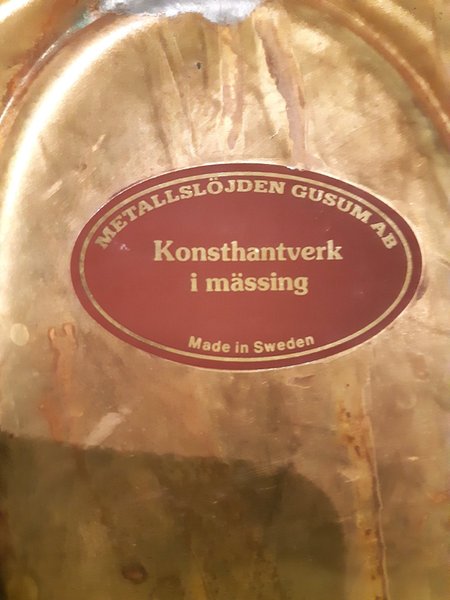 METALLSLÖJDEN GUSUM AB
Konsthantverk
i mässing
Made in Sweden